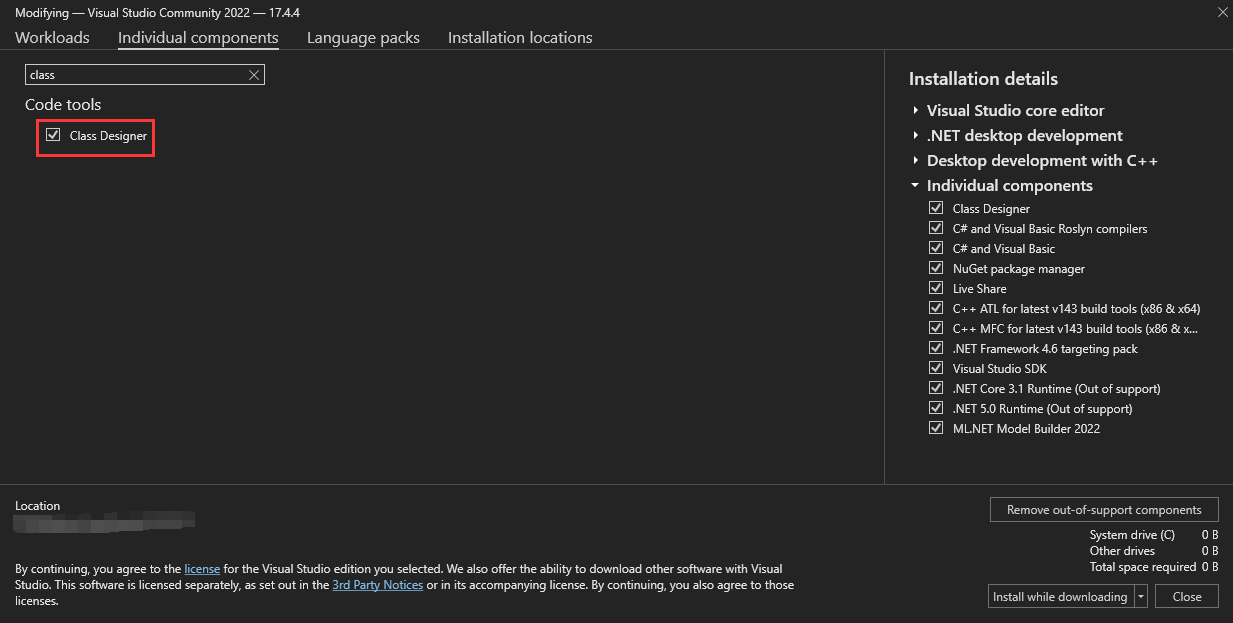 Modifying — Visual Studio Community 2022 — 17.4.4
Workloads Individual components Language packs Installation locations
class
Code tools
Class Designer
Installation details
Visual Studio core editor
.NET desktop development
Desktop development with C++
Individual components
Class Designer
C# and Visual Basic Roslyn compilers
C# and Visual Basic
NuGet package manager
Live Share
C++ ATL for latest v143 build tools (x86 & x64)
C++ MFC for latest v143 build tools (x86 & x...
.NET Framework 4.6 targeting pack
Visual Studio SDK
.NET Core 3.1 Runtime (Out of support)
.NET 5.0 Runtime (Out of support)
ML.NET Model Builder 2022
Location
By continuing, you agree to the license for the Visual Studio edition you selected. We also offer the ability to download other software with Visual
Studio. This software is licensed separately, as set out in the 3rd Party Notices or in its accompanying license. By continuing, you also agree to those
licenses.
Remove out-of-support components
System drive (C) 0 B
Other drives 0 B
Total space required 0 B
Install while downloading
Close